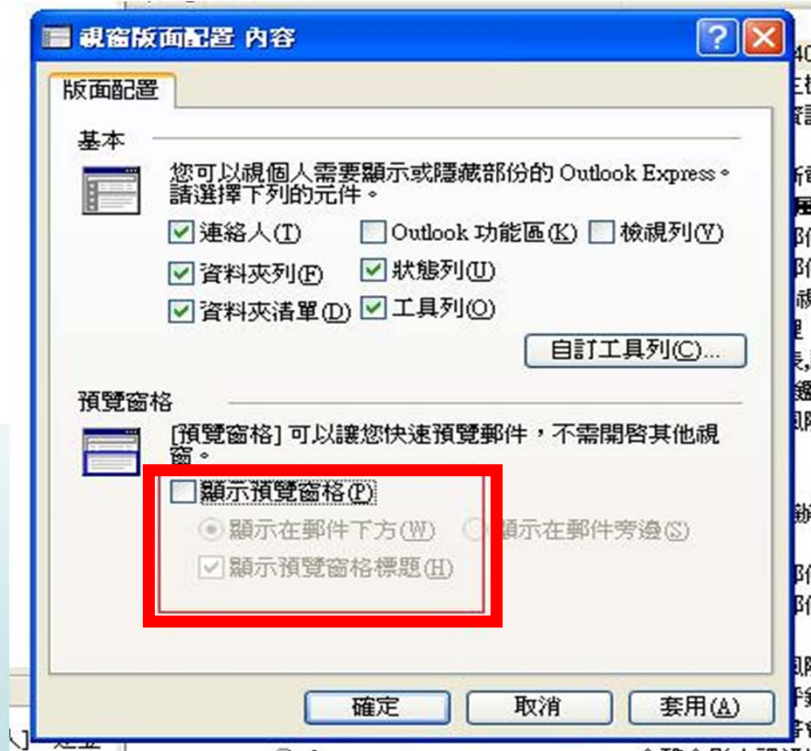 視窗版面配置 內容
版面配置
基本
您可以視個人需要顯示或隱藏部份的 Outlook Express。
請選擇下列的元件。
連絡人(T) Outlook 功能區(K) 檢視列(V)
資料夾列(F) 狀態列(U)
資料夾清單(D) 工具列(O)
自訂工具列(C)...
預覽窗格
[預覽窗格] 可以讓您快速預覽郵件，不需開啓其他視
窗。
顯示預覽窗格(P)
顯示在郵件下方(W) 顯示在郵件旁邊(S)
顯示預覽窗格標題(H)
確定 取消 套用(A)